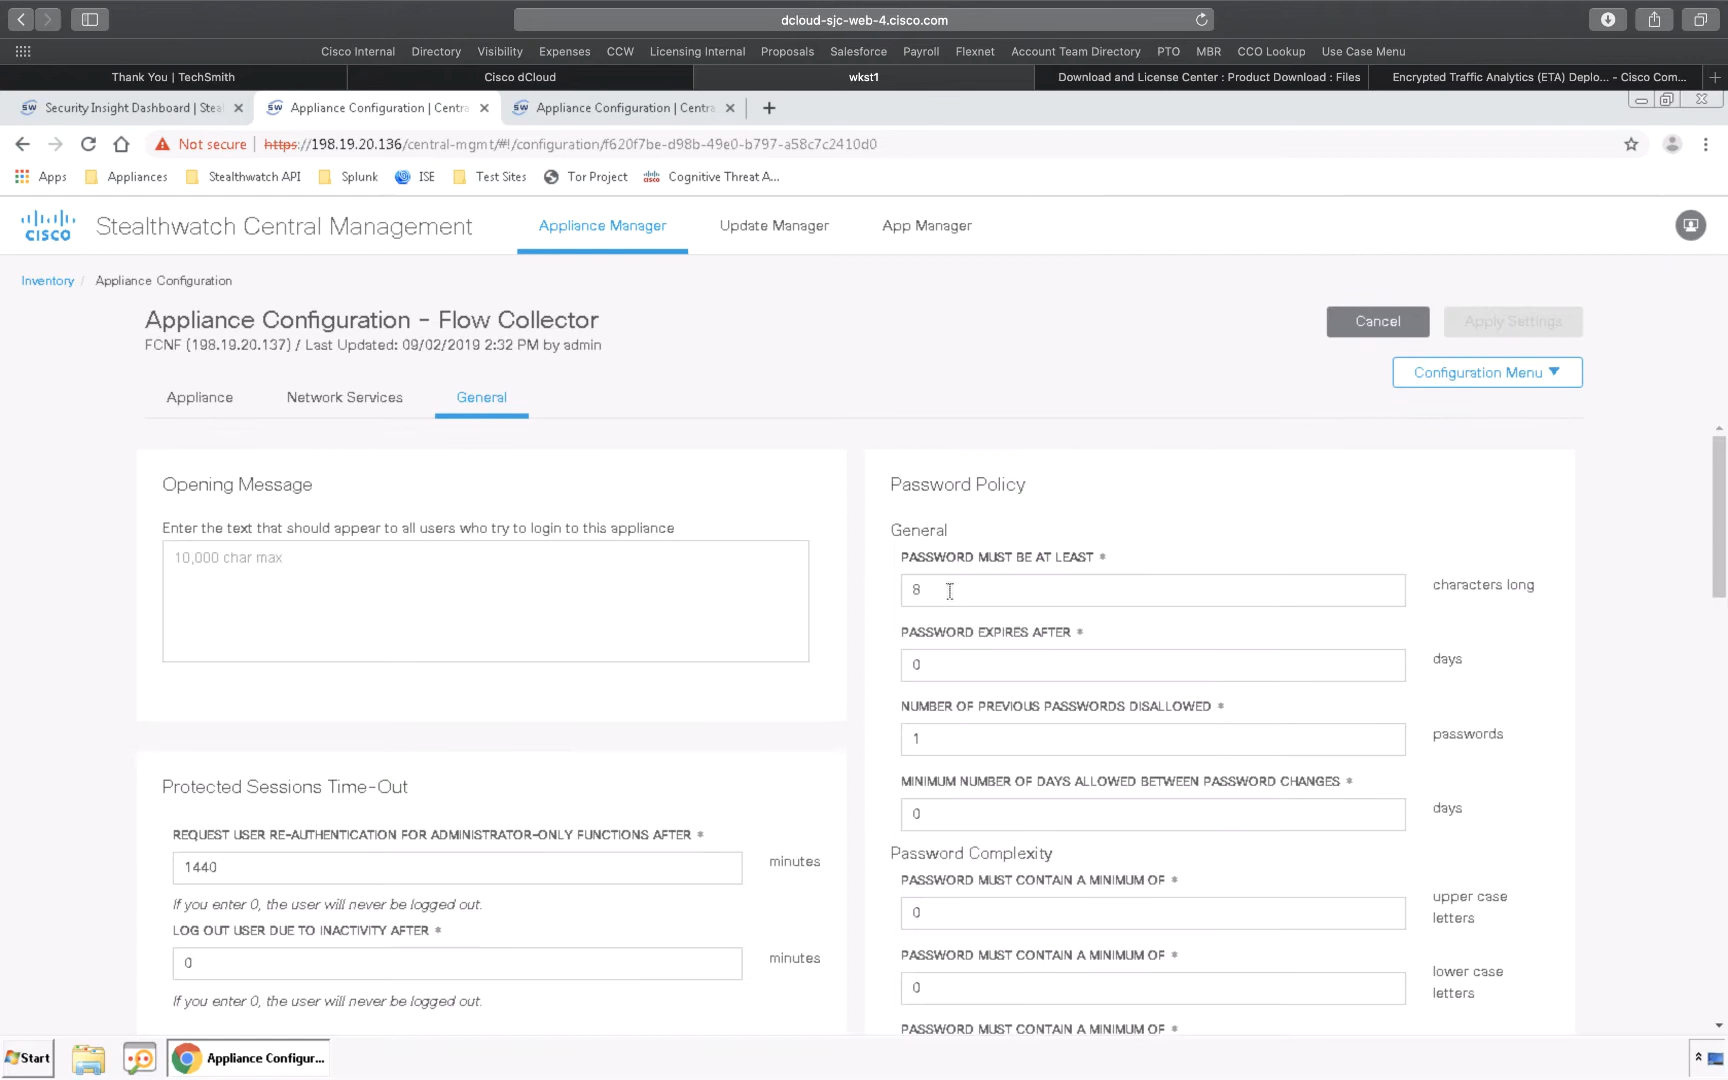 dcloud-sjc-web-4.cisco.com
Cisco Internal Directory Visibility Expenses CCW Licensing Internal Proposals Salesforce Payroll Flexnet Account Team Directory PTO MBR CCO Lookup Use Case Menu
Thank You | TechSmith Cisco dCloud wkst1 Download and License Center : Product Download : Files Encrypted Traffic Analytics (ETA) Deplo... - Cisco Com...
SW Security Insight Dashboard | Steal SW Appliance Configuration | Centra SW Appliance Configuration | Centra
Not secure | https://198.19.20.136/central-mgmt/#!/configuration/f620f7be-d98b-49e0-b797-a58c7c2410d0
Apps Appliances Stealthwatch API Splunk ISE Test Sites Tor Project Cognitive Threat A...
cisco Stealthwatch Central Management Appliance Manager Update Manager App Manager
Inventory / Appliance Configuration
Appliance Configuration - Flow Collector
FCNF (198.19.20.137) / Last Updated: 09/02/2019 2:32 PM by admin
Cancel Apply Settings
Configuration Menu ▼
Appliance Network Services General
Opening Message
Enter the text that should appear to all users who try to login to this appliance
10,000 char max
Protected Sessions Time-Out
REQUEST USER RE-AUTHENTICATION FOR ADMINISTRATOR-ONLY FUNCTIONS AFTER *
1440 minutes
If you enter 0, the user will never be logged out.
LOG OUT USER DUE TO INACTIVITY AFTER *
0 minutes
If you enter 0, the user will never be logged out.
Password Policy
General
PASSWORD MUST BE AT LEAST *
8 characters long
PASSWORD EXPIRES AFTER *
0 days
NUMBER OF PREVIOUS PASSWORDS DISALLOWED *
1 passwords
MINIMUM NUMBER OF DAYS ALLOWED BETWEEN PASSWORD CHANGES *
0 days
Password Complexity
PASSWORD MUST CONTAIN A MINIMUM OF *
0 upper case
letters
PASSWORD MUST CONTAIN A MINIMUM OF *
0 lower case
letters
PASSWORD MUST CONTAIN A MINIMUM OF *
Start Appliance Configur...